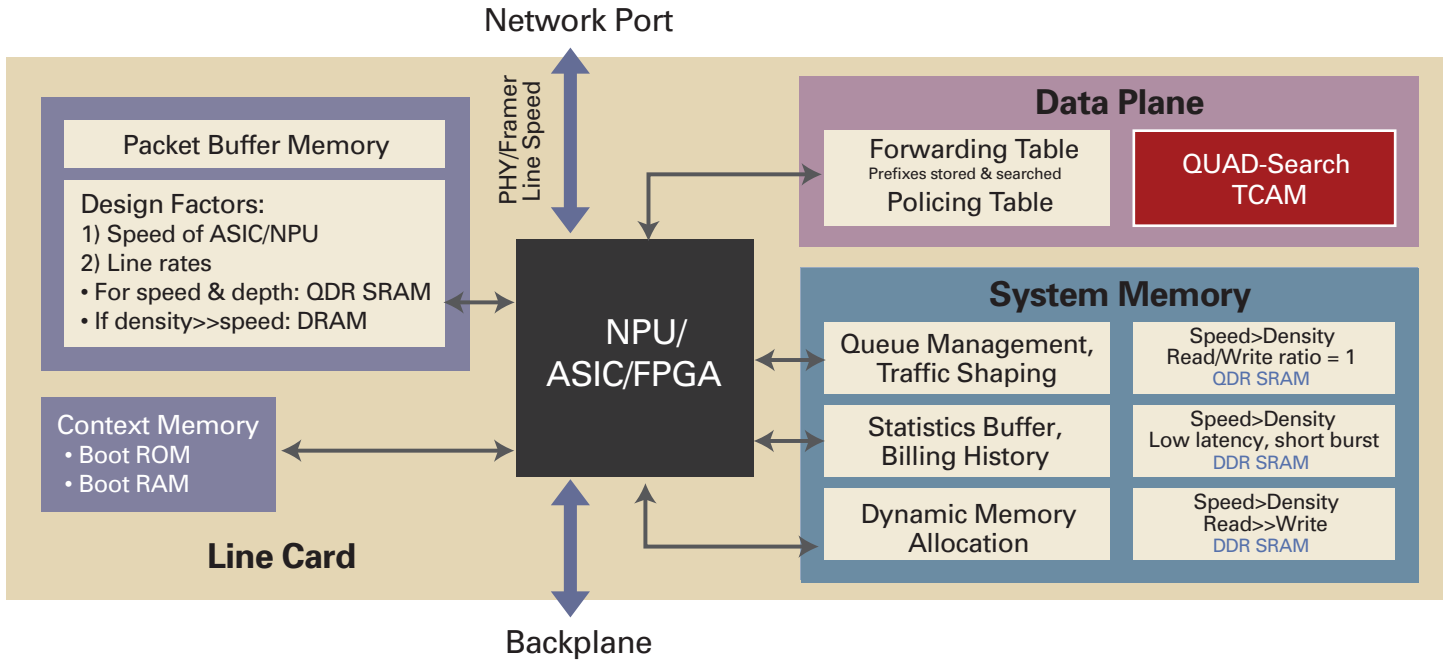 Network Port
PHY/Framer
Line Speed
Packet Buffer Memory
Design Factors:
1) Speed of ASIC/NPU
2) Line rates
• For speed & depth: QDR SRAM
• If density>>speed: DRAM
Context Memory
• Boot ROM
• Boot RAM
Line Card
NPU/
ASIC/FPGA
Data Plane
Forwarding Table
Prefixes stored & searched
Policing Table
QUAD-Search
TCAM
System Memory
Queue Management,
Traffic Shaping
Speed>Density
Read/Write ratio = 1
QDR SRAM
Statistics Buffer,
Billing History
Speed>Density
Low latency, short burst
DDR SRAM
Dynamic Memory
Allocation
Speed>Density
Read>>Write
DDR SRAM
Backplane